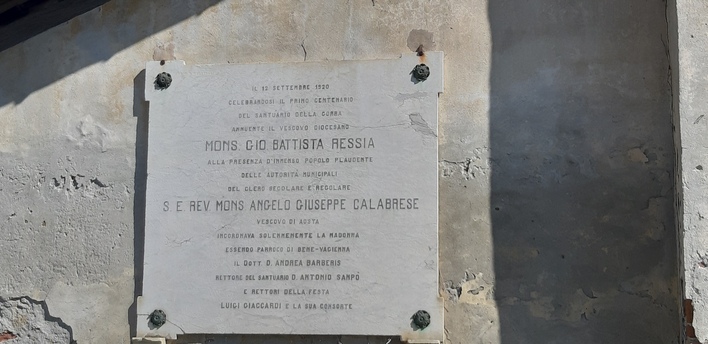 IL 13 SETTEMBRE 1920
CELEBRANDOSI IL PRIMO CENTENARIO
DEL SANTUARIO DELLA CURRA
ANNUENTE IL VESCOVO DIOCESANO
MONS. GIO BATTISTA RESSIA
ALLA PRESENZA D'IMMENSO POPOLO PLAUDENTE
DELLE AUTORITÀ MUNICIPALI
DEL CLERO SECOLARE E REGOLARE
S. E. REV. MONS ANGELO GIUSEPPE CALABRESE
VESCOVO DI AOSTA
INCORONAVA SOLENNEMENTE LA MADONNA
ESSENDO PARROCO DI BENE-VAGIENNA
IL DOTT D. ANDREA BARBERIS
RETTORE DEL SANTUARIO D. ANTONIO SAMPÒ
E RETTORI DELLA FESTA
LUIGI GIACCARDI E LA SUA CONSORTE